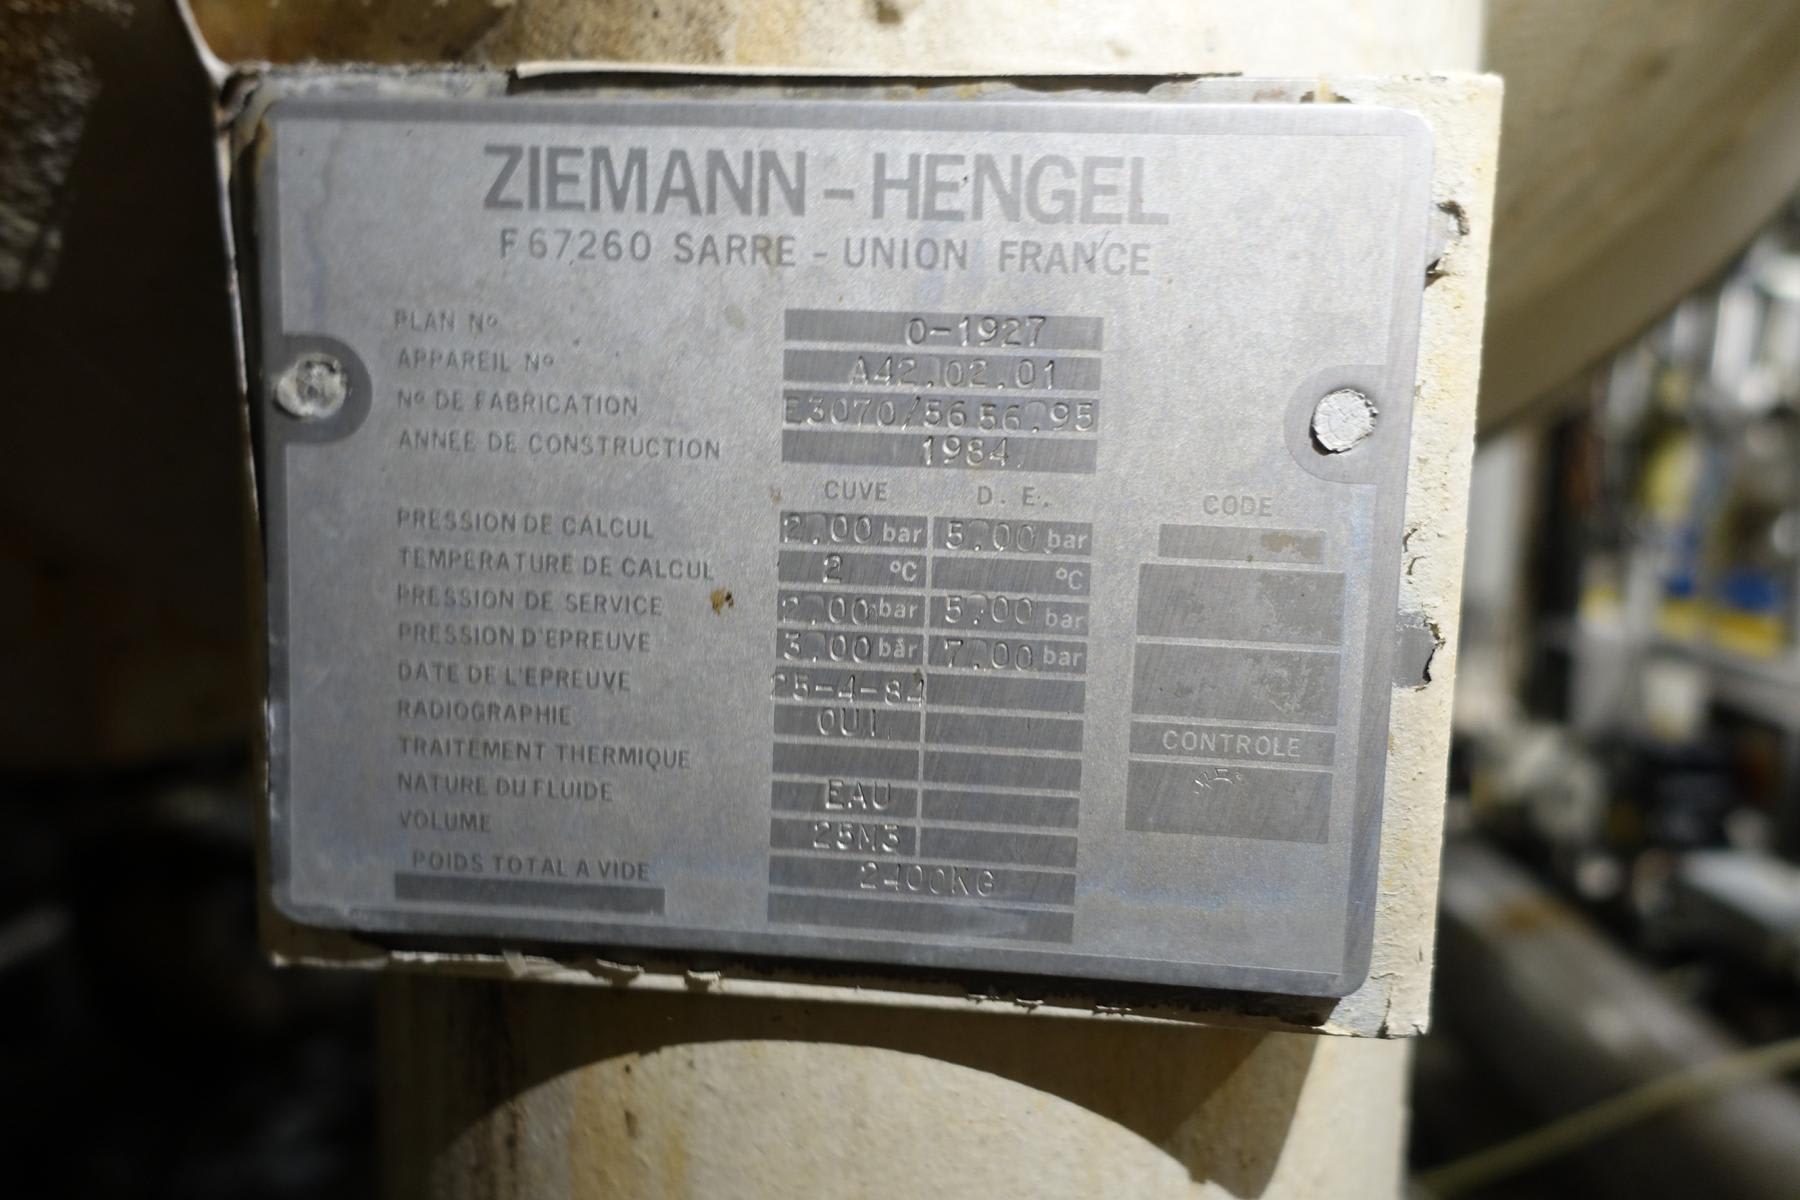 ZIEMANN - HENGEL
F 67260 SARRE - UNION FRANCE
PLAN No 0-1927
APPAREIL No A42.02.01
No DE FABRICATION E3070/5656.95
ANNEE DE CONSTRUCTION 1984
CUVE D. E. CODE
PRESSION DE CALCUL 2.00 bar 5.00 bar
TEMPERATURE DE CALCUL 2 °C °C
PRESSION DE SERVICE 2.00 bar 5.00 bar
PRESSION D'EPREUVE 3.00 bar 7.00 bar
DATE DE L'EPREUVE 25-4-84
RADIOGRAPHIE OUI
TRAITEMENT THERMIQUE CONTROLE
NATURE DU FLUIDE EAU
VOLUME 25M3
POIDS TOTAL A VIDE 2400KG